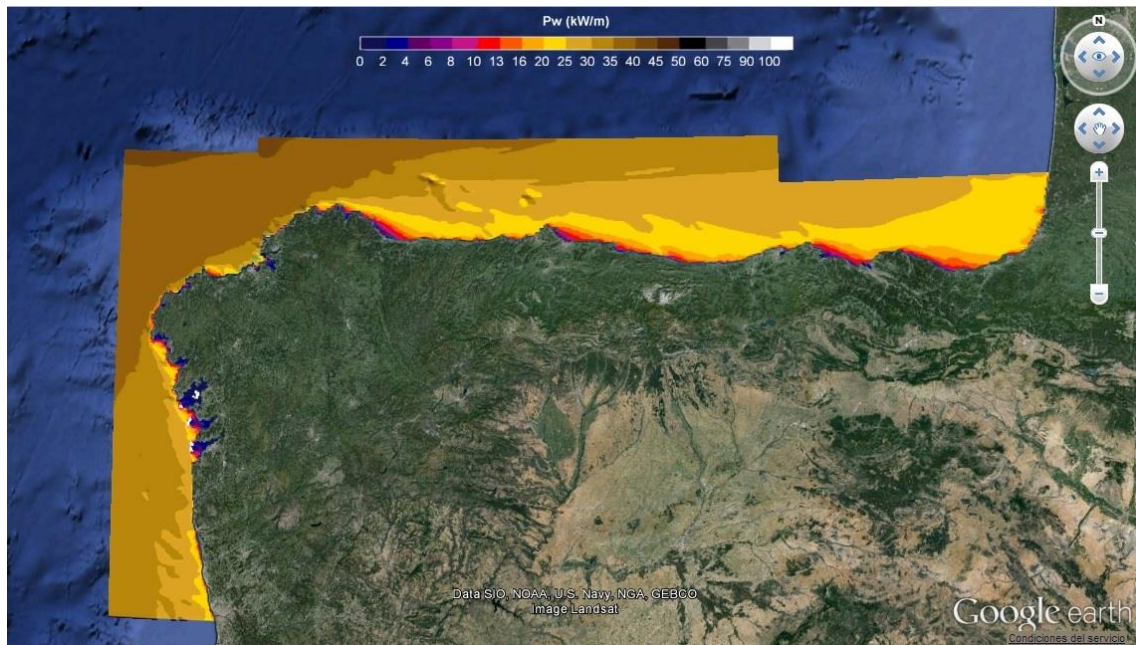 Pw (kW/m)
0 2 4 6 8 10 13 16 20 25 30 35 40 45 50 60 75 90 100
N
Data SIO, NOAA, U.S. Navy, NGA, GEBCO
Image Landsat
Google earth
Condiciones del servicio